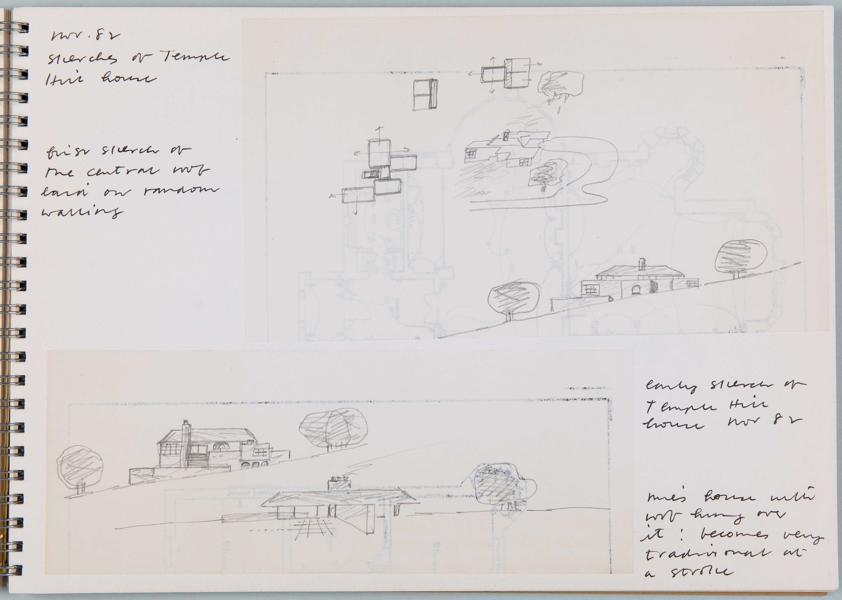 Nov. 82
sketches of Temple
Hill house
first sketch of
the central roof
laid on random
walling
early sketch of
Temple Hill
house Nov 82
mies house with
roof hung over
it : becomes very
traditional at
a stroke